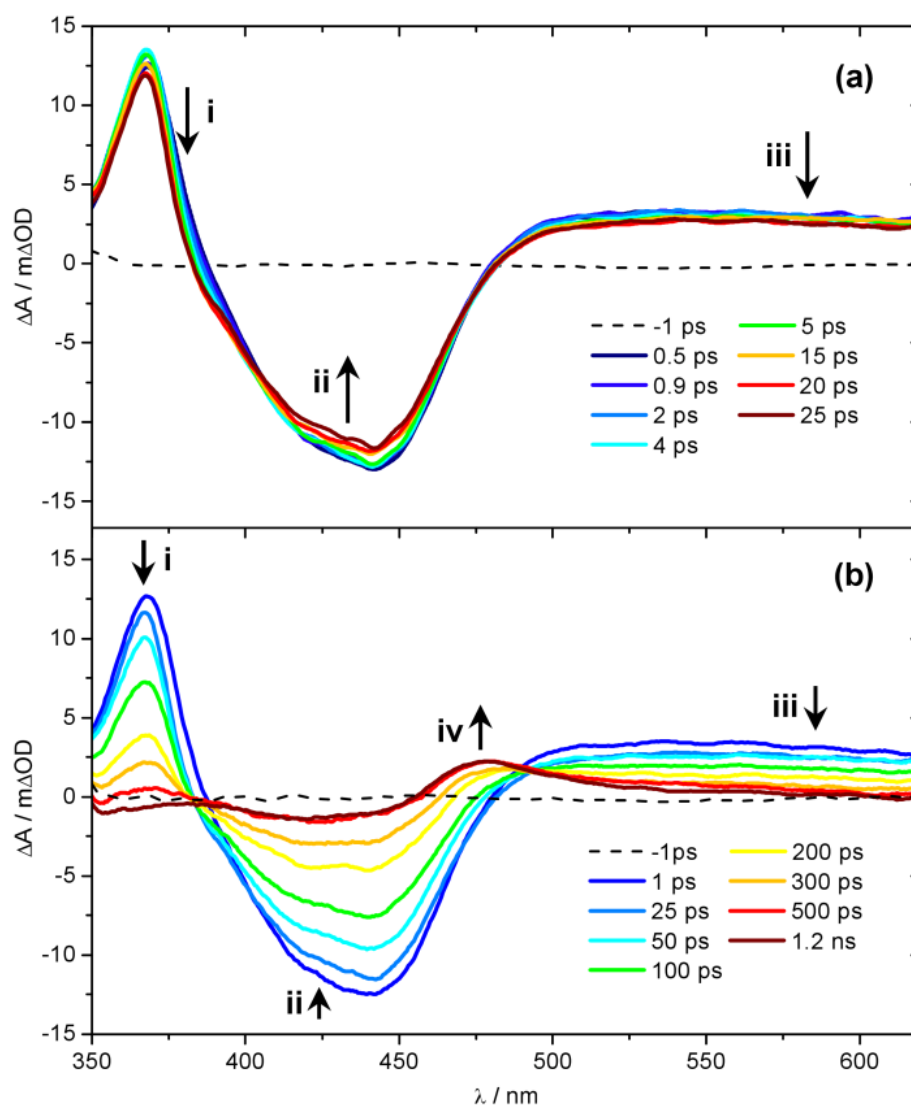 15
10
5
0
-5
-10
-15
ΔA / mΔOD
(a)
i
ii
iii
-1 ps
0.5 ps
0.9 ps
2 ps
4 ps
5 ps
15 ps
20 ps
25 ps
15
10
5
0
-5
-10
-15
ΔA / mΔOD
(b)
i
ii
iv
iii
-1ps
1 ps
25 ps
50 ps
100 ps
200 ps
300 ps
500 ps
1.2 ns
350 400 450 500 550 600
λ / nm